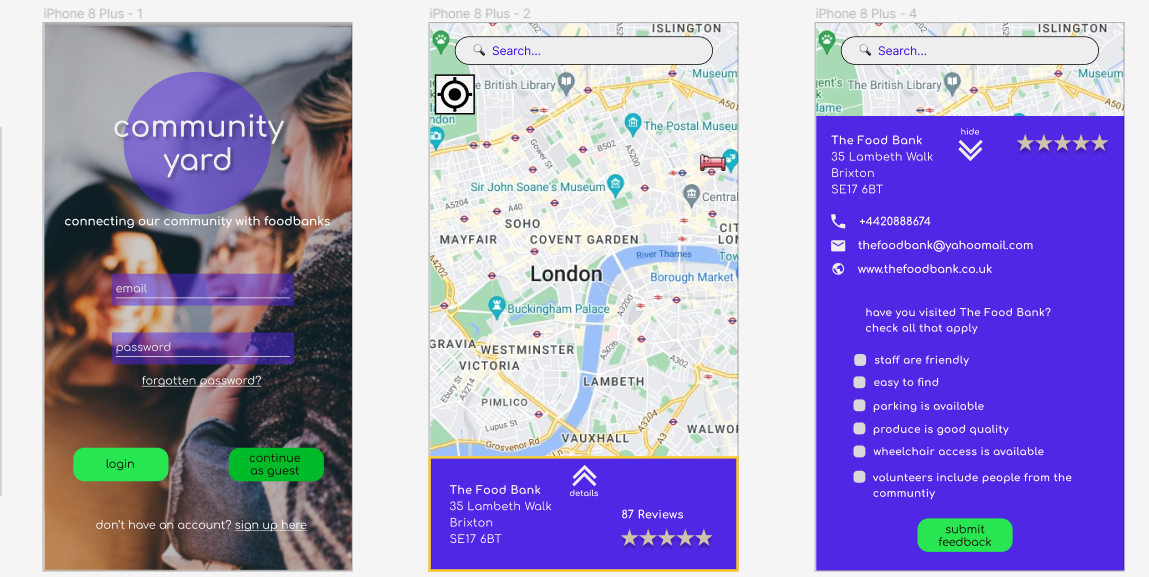 iPhone 8 Plus - 1
community
yard
connecting our community with foodbanks
email
password
forgotten password?
login
continue
as guest
don't have an account? sign up here
iPhone 8 Plus - 2
ISLINGTON
Search...
Museum
The British Library
A501
The Postal Museu
B502
Gower St
A5200
Sir John Soane's Museum
Central
A5204
A40
SOHO
MAYFAIR
COVENT GARDEN
CIT
LON
River Thames
Tow
London
Borough Market
A3200
Buckingham Palace
GRAVIA
WESTMINSTER
A3036
A302
VICTORIA
LAMBETH
Ebury St
A3214
PIMLICO
Lupus St
A3204
Grosvenor Rd
VAUXHALL
WALWO
details
The Food Bank
35 Lambeth Walk
Brixton
SE17 6BT
87 Reviews
iPhone 8 Plus - 4
ISLINGTON
Search...
Museum
gent's
The British Library
A501
hide
The Food Bank
35 Lambeth Walk
Brixton
SE17 6BT
+4420888674
thefoodbank@yahoomail.com
www.thefoodbank.co.uk
have you visited The Food Bank?
check all that apply
staff are friendly
easy to find
parking is available
produce is good quality
wheelchair access is available
volunteers include people from the
communtiy
submit
feedback